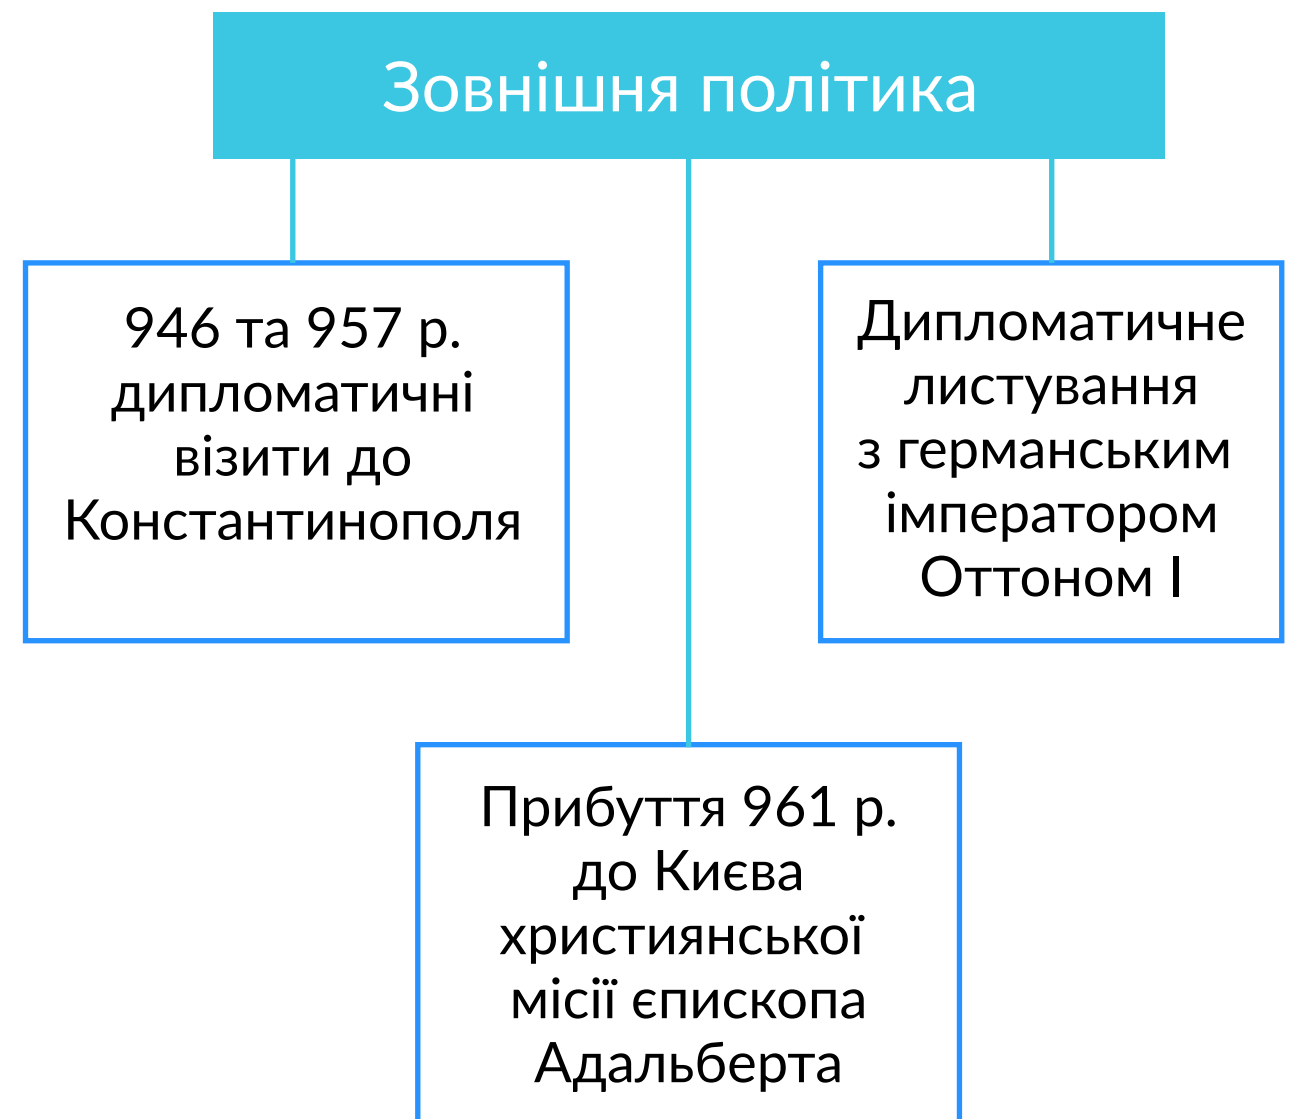 Зовнішня політика
946 та 957 р.
дипломатичні
візити до
Константинополя
Дипломатичне
листування
з германським
імператором
Оттоном І
Прибуття 961 р.
до Києва
християнської
місії єпископа
Адальберта